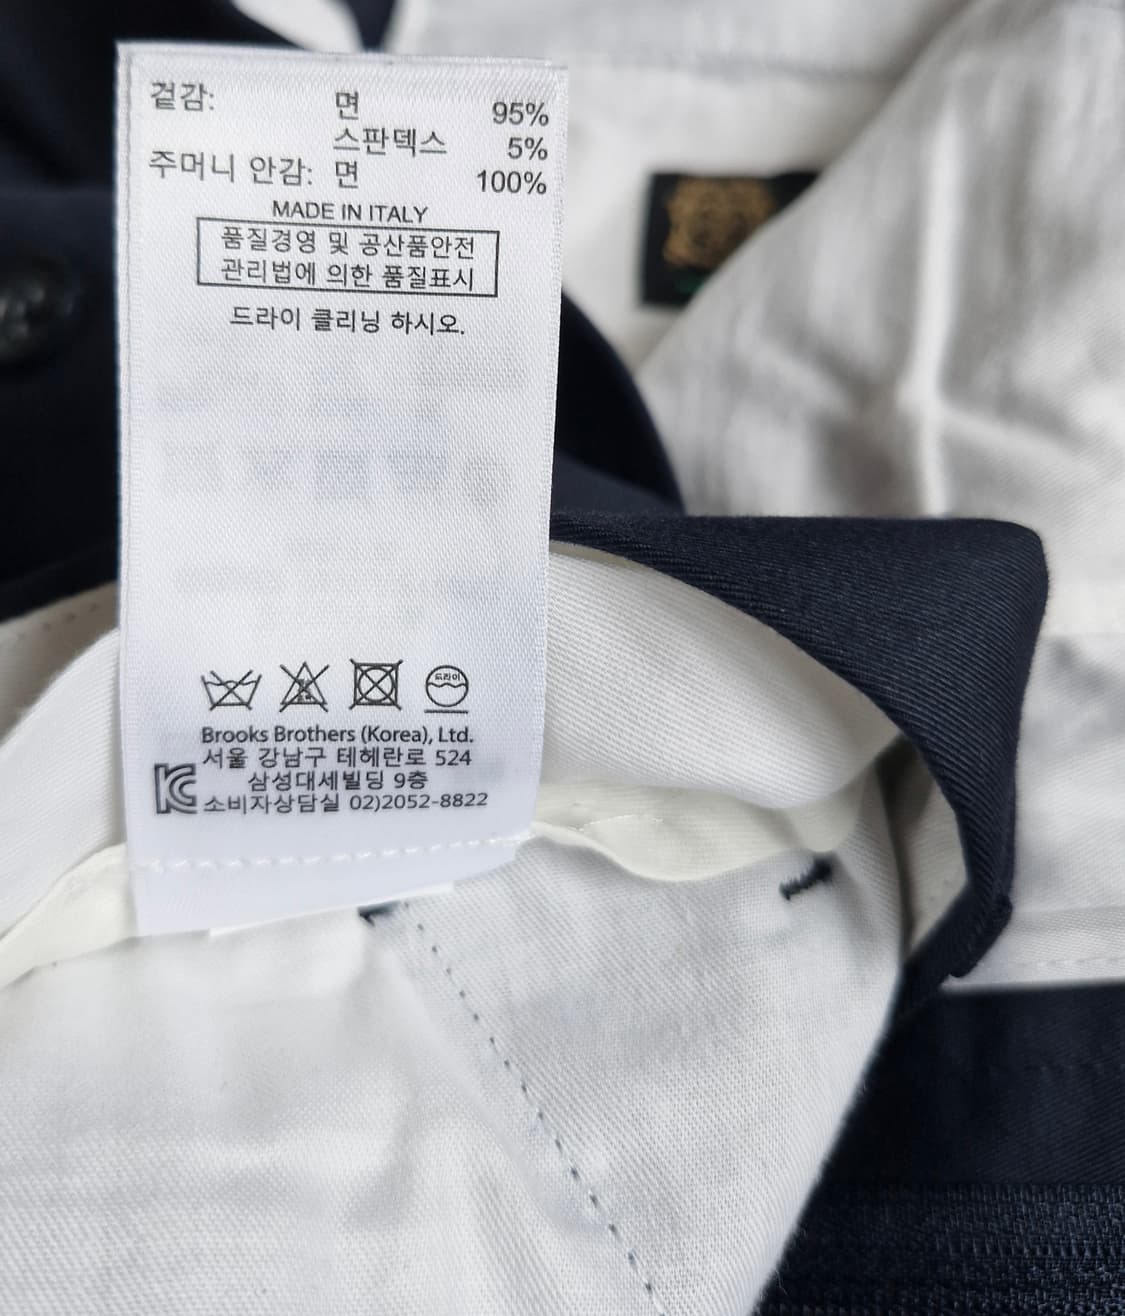 겉감: 면 95%
스판덱스 5%
주머니 안감: 면 100%
MADE IN ITALY
품질경영 및 공산품안전
관리법에 의한 품질표시
드라이 클리닝 하시오.
드라이
Brooks Brothers (Korea), Ltd.
서울 강남구 테헤란로 524
삼성대세빌딩 9층
소비자상담실 02)2052-8822